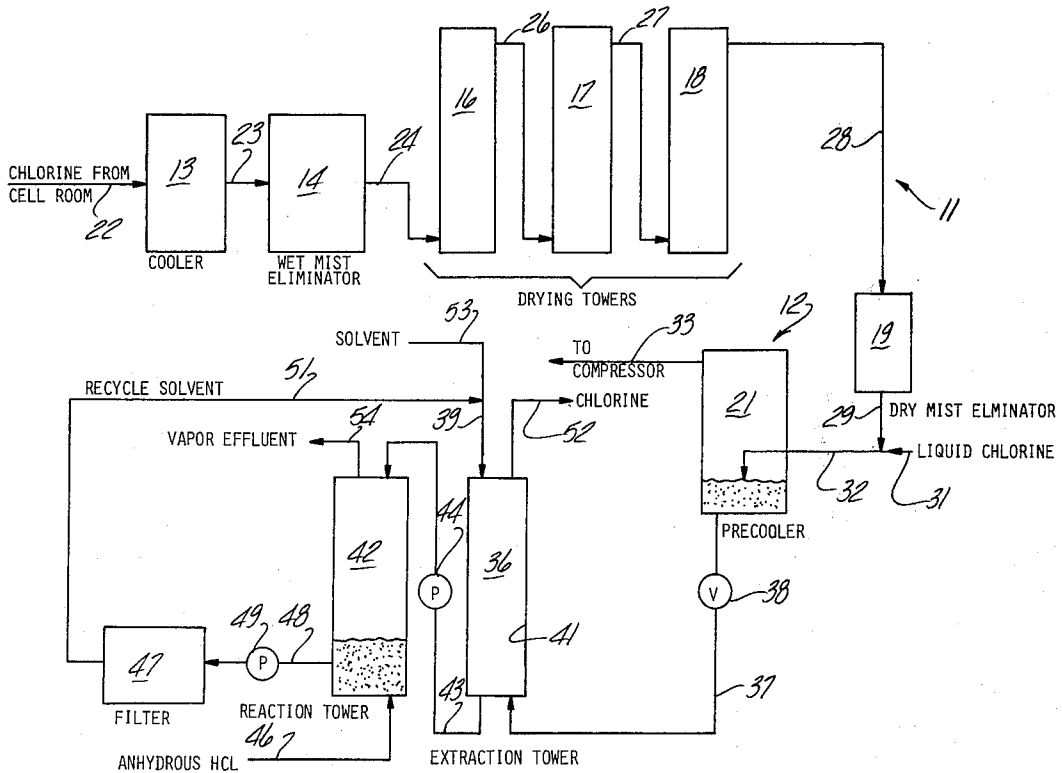 26
27
16
17
18
23
24
28
CHLORINE FROM
CELL ROOM
13
14
22
11
COOLER
WET MIST
ELIMINATOR
DRYING TOWERS
53
33
12
19
SOLVENT
TO
COMPRESSOR
51
RECYCLE SOLVENT
CHLORINE
21
29
DRY MIST ELMINATOR
54
39
VAPOR EFFLUENT
52
LIQUID CHLORINE
32
31
44
PRECOOLER
42
36
P
V
38
49
48
41
47
P
37
43
FILTER
REACTION TOWER
46
ANHYDROUS HCL
EXTRACTION TOWER